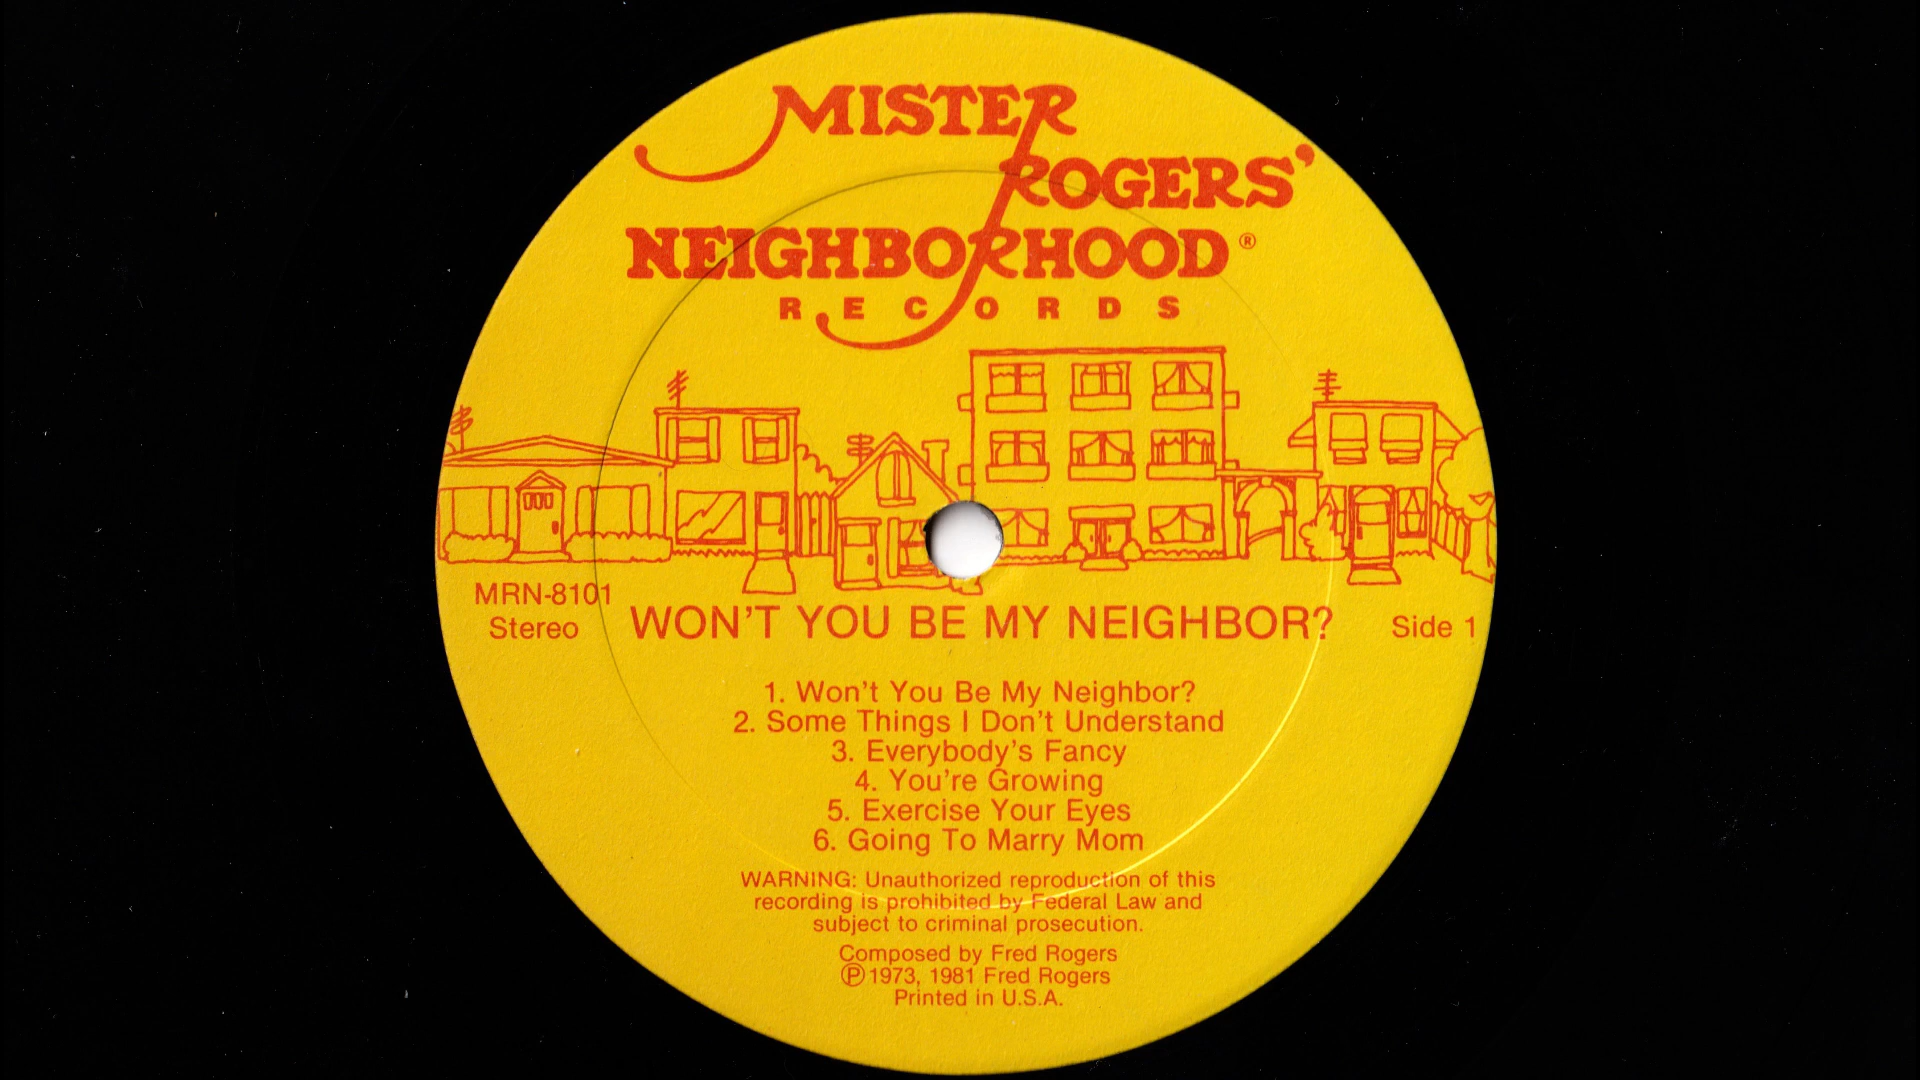 MISTER
ROGERS'
NEIGHBORHOOD ®
RECORDS
MRN-8101
Stereo
WON'T YOU BE MY NEIGHBOR?
Side 1
1. Won't You Be My Neighbor?
2. Some Things I Don't Understand
3. Everybody's Fancy
4. You're Growing
5. Exercise Your Eyes
6. Going To Marry Mom
WARNING: Unauthorized reproduction of this
recording is prohibited by Federal Law and
subject to criminal prosecution.
Composed by Fred Rogers
℗ 1973, 1981 Fred Rogers
Printed in U.S.A.